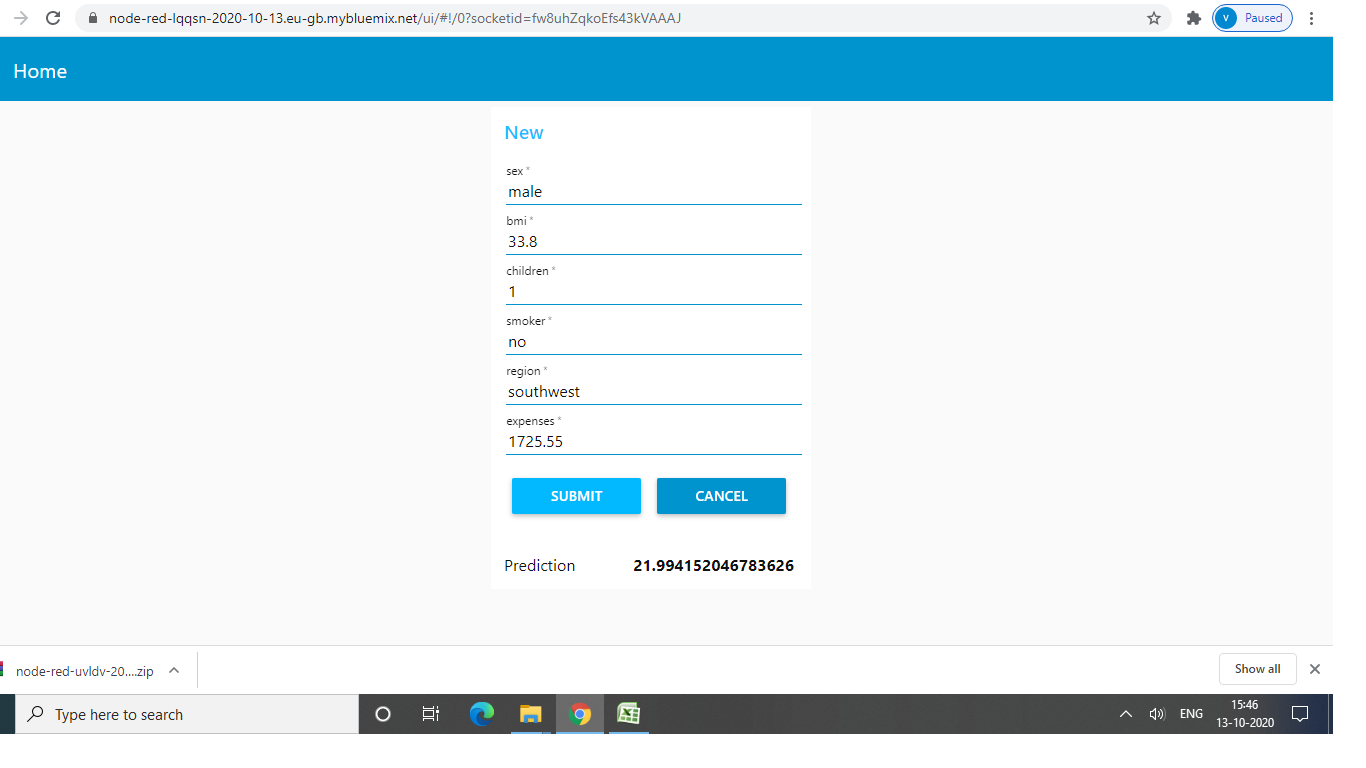 node-red-lqqsn-2020-10-13.eu-gb.mybluemix.net/ui/#!/0?socketid=fw8uhZqkoEfs43kVAAAJ
V Paused
Home
New
sex *
male
bmi *
33.8
children *
1
smoker *
no
region *
southwest
expenses *
1725.55
SUBMIT CANCEL
Prediction 21.994152046783626
node-red-uvldv-20....zip Show all
Type here to search ENG 15:46
13-10-2020